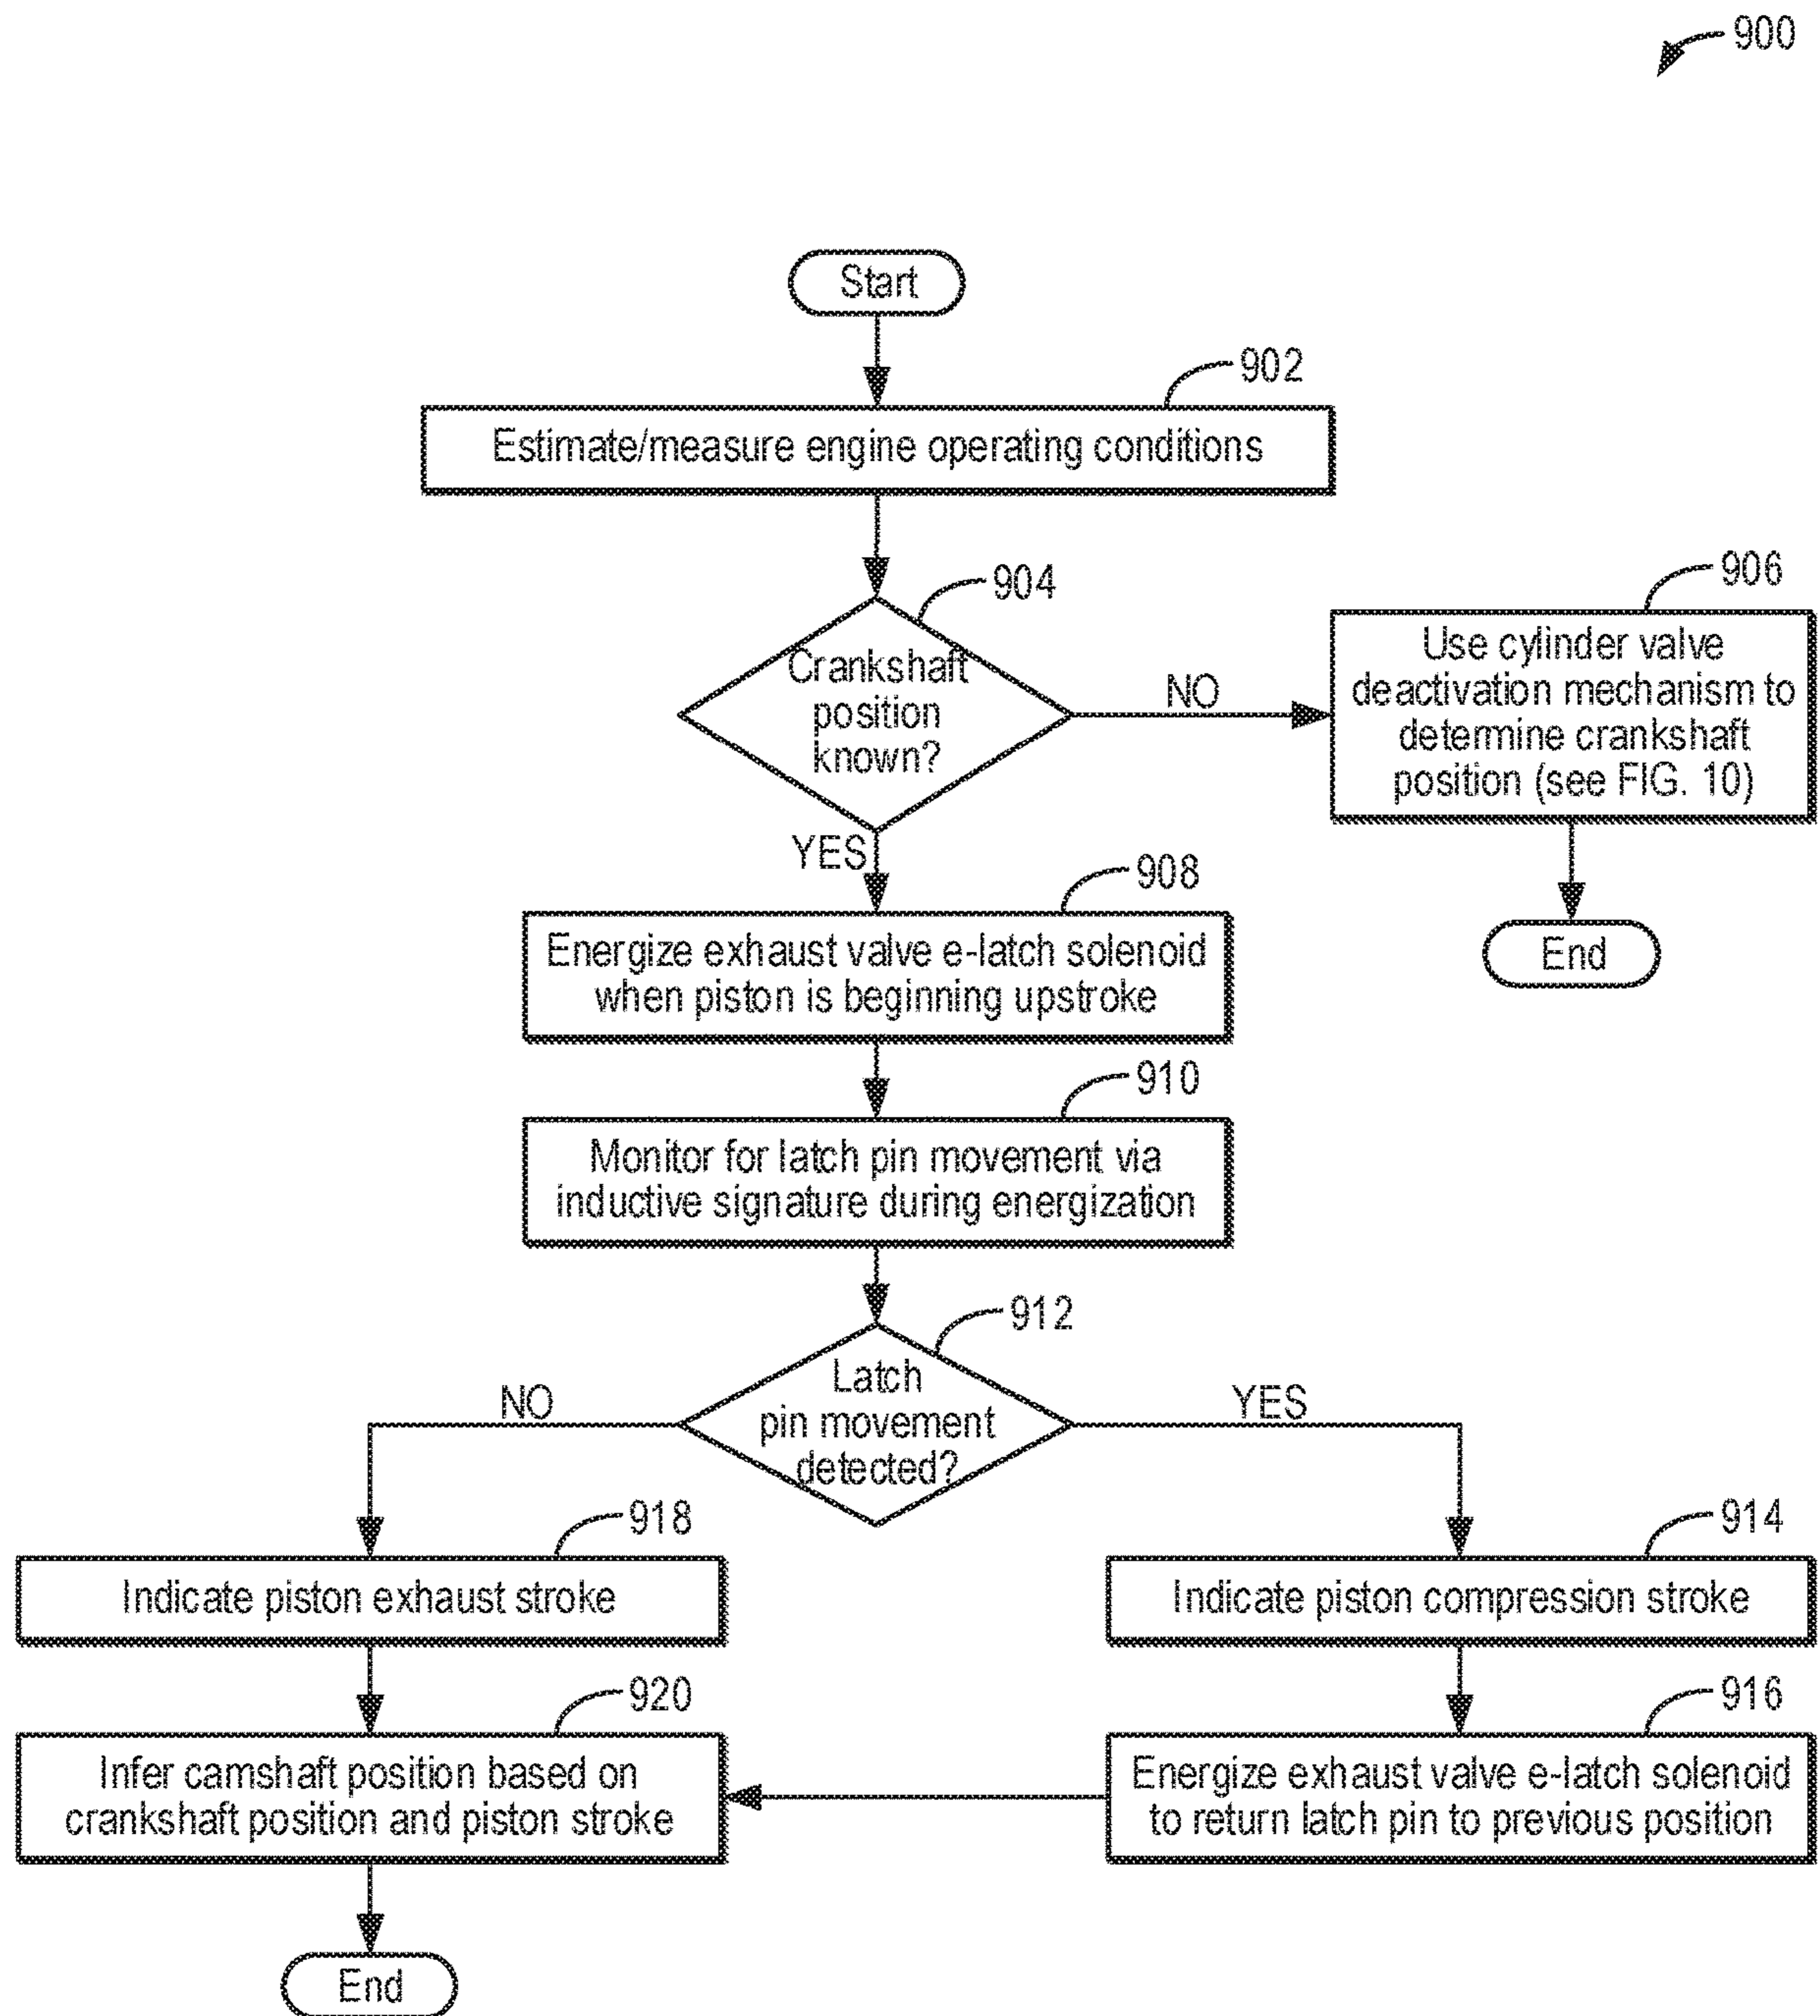 900
Start
902
Estimate/measure engine operating conditions
904
Crankshaft
position
known?
NO
906
Use cylinder valve
deactivation mechanism to
determine crankshaft
position (see FIG. 10)
End
YES
908
Energize exhaust valve e-latch solenoid
when piston is beginning upstroke
910
Monitor for latch pin movement via
inductive signature during energization
912
Latch
pin movement
detected?
NO
YES
918
Indicate piston exhaust stroke
914
Indicate piston compression stroke
920
Infer camshaft position based on
crankshaft position and piston stroke
916
Energize exhaust valve e-latch solenoid
to return latch pin to previous position
End